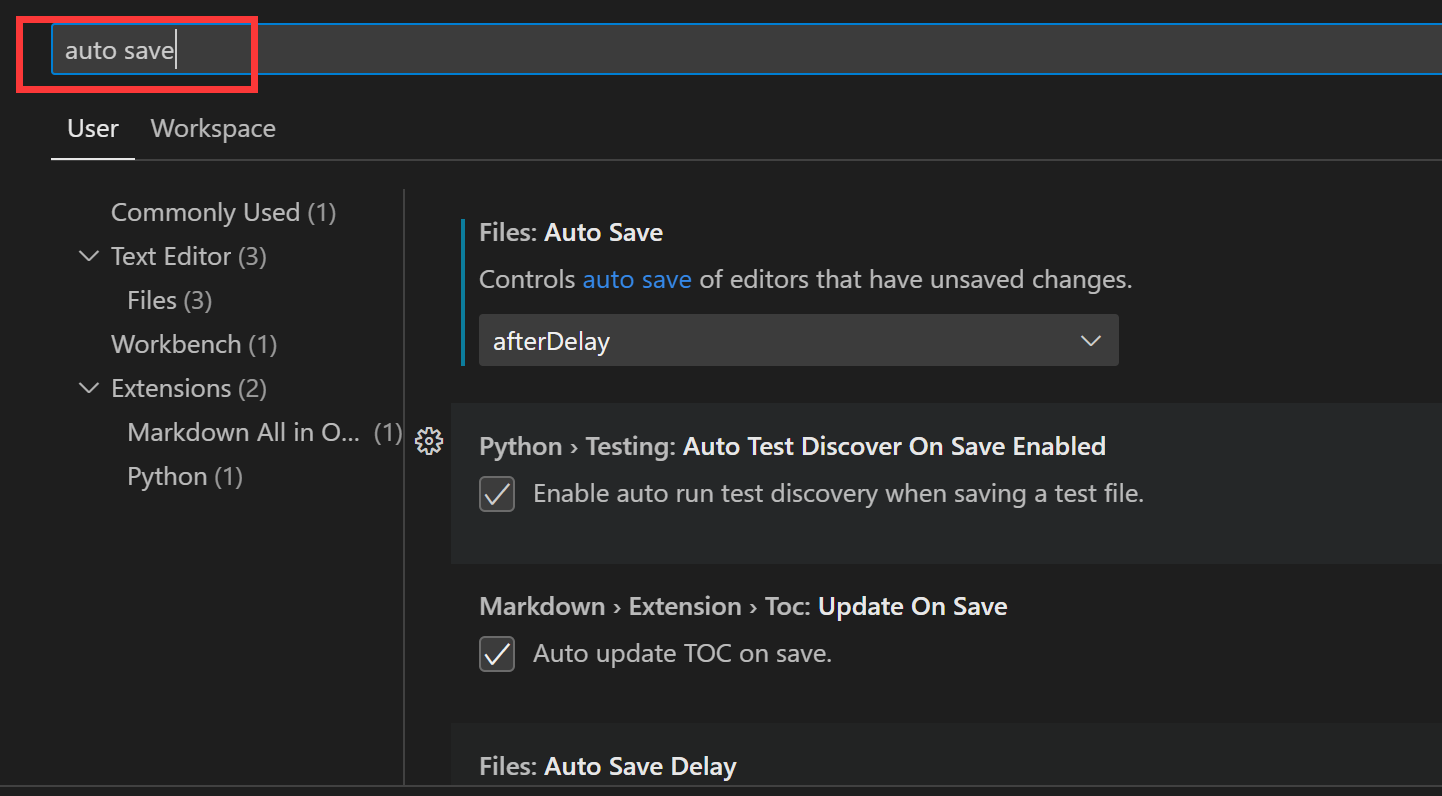 auto save
User Workspace
Commonly Used (1)
Text Editor (3)
Files (3)
Workbench (1)
Extensions (2)
Markdown All in O... (1)
Python (1)
Files: Auto Save
Controls auto save of editors that have unsaved changes.
afterDelay
Python › Testing: Auto Test Discover On Save Enabled
Enable auto run test discovery when saving a test file.
Markdown › Extension › Toc: Update On Save
Auto update TOC on save.
Files: Auto Save Delay